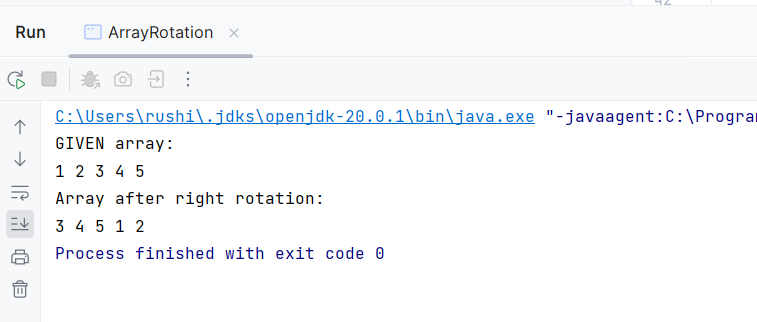 Run ArrayRotation
C:\Users\rushi\.jdks\openjdk-20.0.1\bin\java.exe "-javaagent:C:\Progra
GIVEN array:
1 2 3 4 5
Array after right rotation:
3 4 5 1 2
Process finished with exit code 0